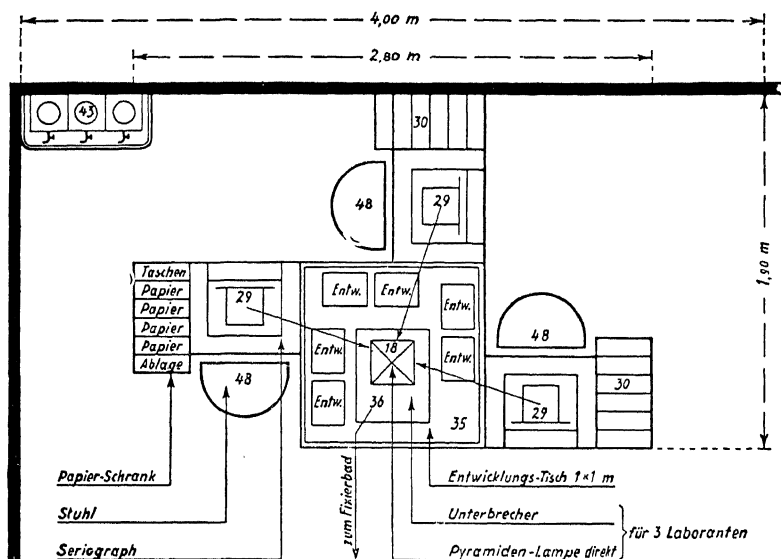 4,00 m
2,80 m
43
30
1,90 m
48
29
Taschen
Papier
Papier
Papier
Papier
Ablage
29
48
Entw.
Entw.
Entw.
Entw.
Entw.
Entw.
18
36
35
48
29
30
Papier-Schrank
Stuhl
Seriograph
zum Fixierbad
Entwicklungs-Tisch 1×1 m
Unterbrecher
Pyramiden-Lampe direkt
für 3 Laboranten